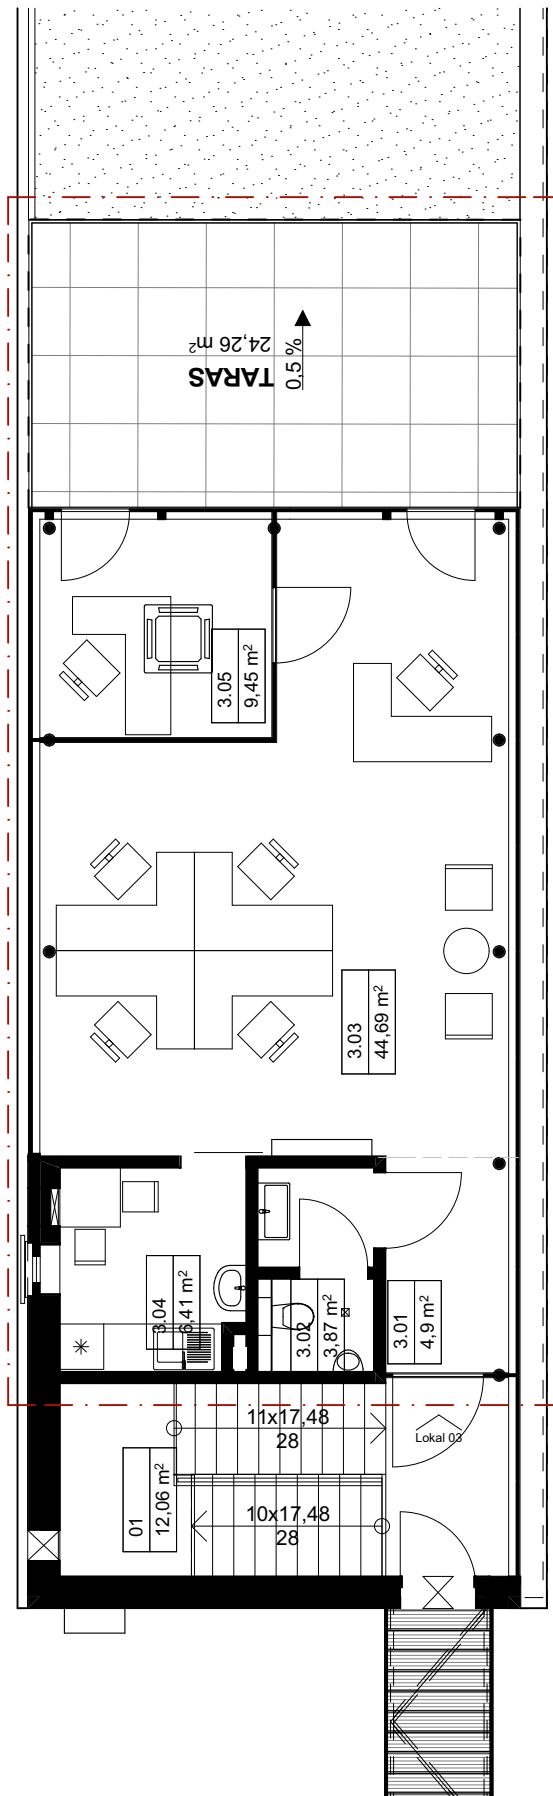 TARAS
24,26 m²
0,5 %
3.05
9,45 m²
3.03
44,69 m²
3.04
6,41 m²
3.02
3,87 m²
3.01
4,9 m²
11x17,48
28
Lokal 03
01
12,06 m²
10x17,48
28